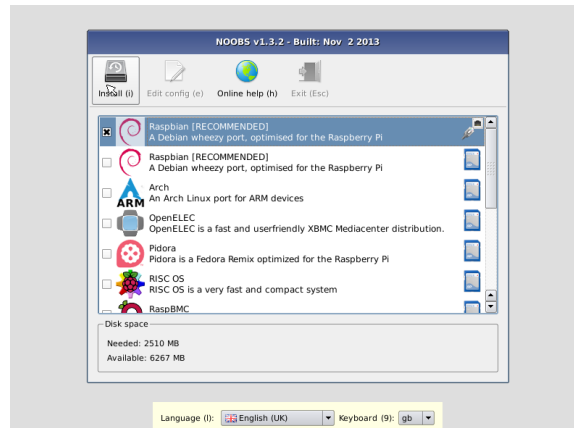 NOOBS v1.3.2 - Built: Nov 2 2013
Install (i) Edit config (e) Online help (h) Exit (Esc)
Raspbian [RECOMMENDED]
A Debian wheezy port, optimised for the Raspberry Pi
Raspbian [RECOMMENDED]
A Debian wheezy port, optimised for the Raspberry Pi
Arch
ARM
An Arch Linux port for ARM devices
OpenELEC
OpenELEC is a fast and userfriendly XBMC Mediacenter distribution.
Pidora
Pidora is a Fedora Remix optimized for the Raspberry Pi
RISC OS
RISC OS is a very fast and compact system
RaspBMC
Disk space
Needed: 2510 MB
Available: 6267 MB
Language (l): English (UK) Keyboard (9): gb